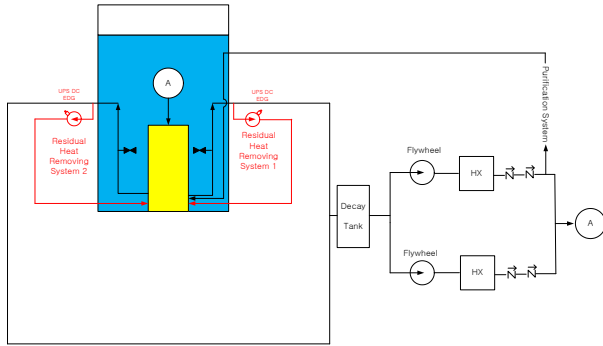 A
UPS DC
EDG
UPS DC
EDG
Residual
Heat
Removing
System 2
Residual
Heat
Removing
System 1
Purification System
Flywheel
HX
N
N
Decay
Tank
A
Flywheel
HX
N
N